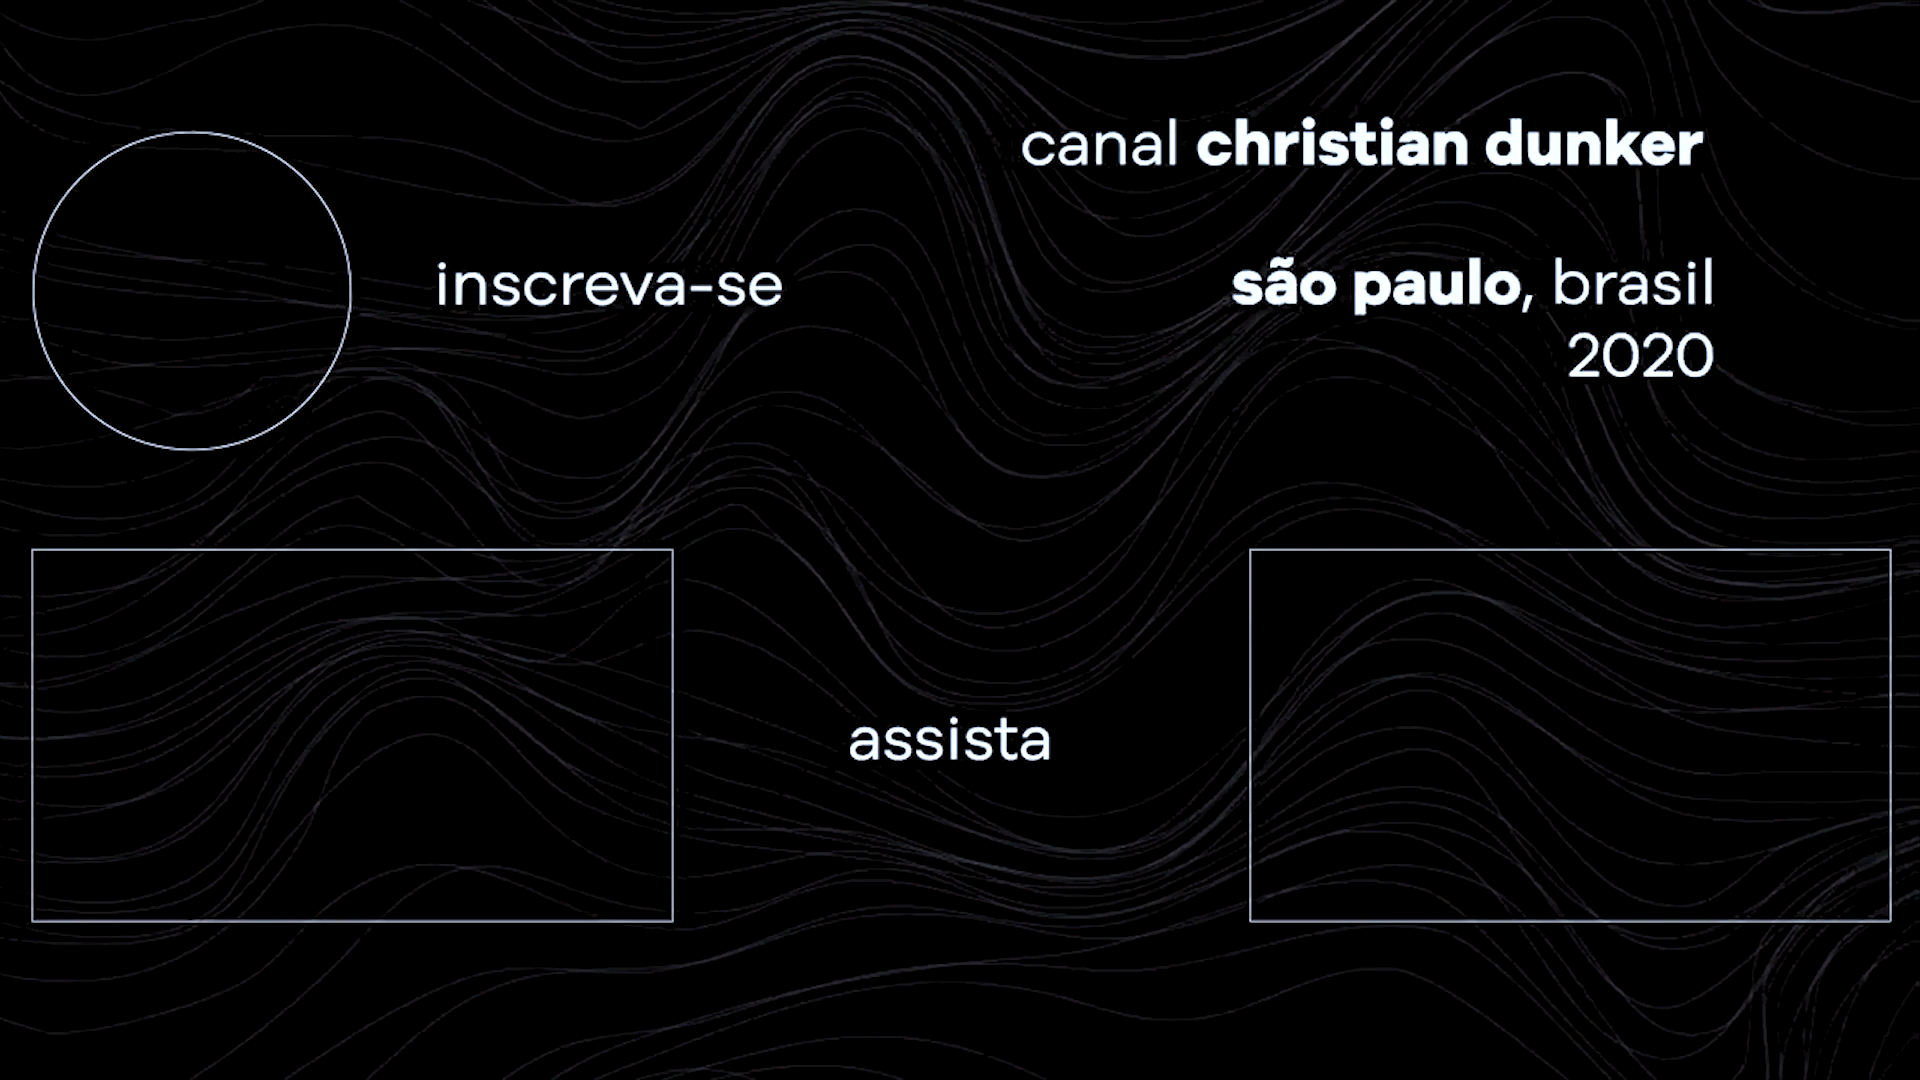 canal christian dunker
inscreva-se
são paulo, brasil
2020
assista